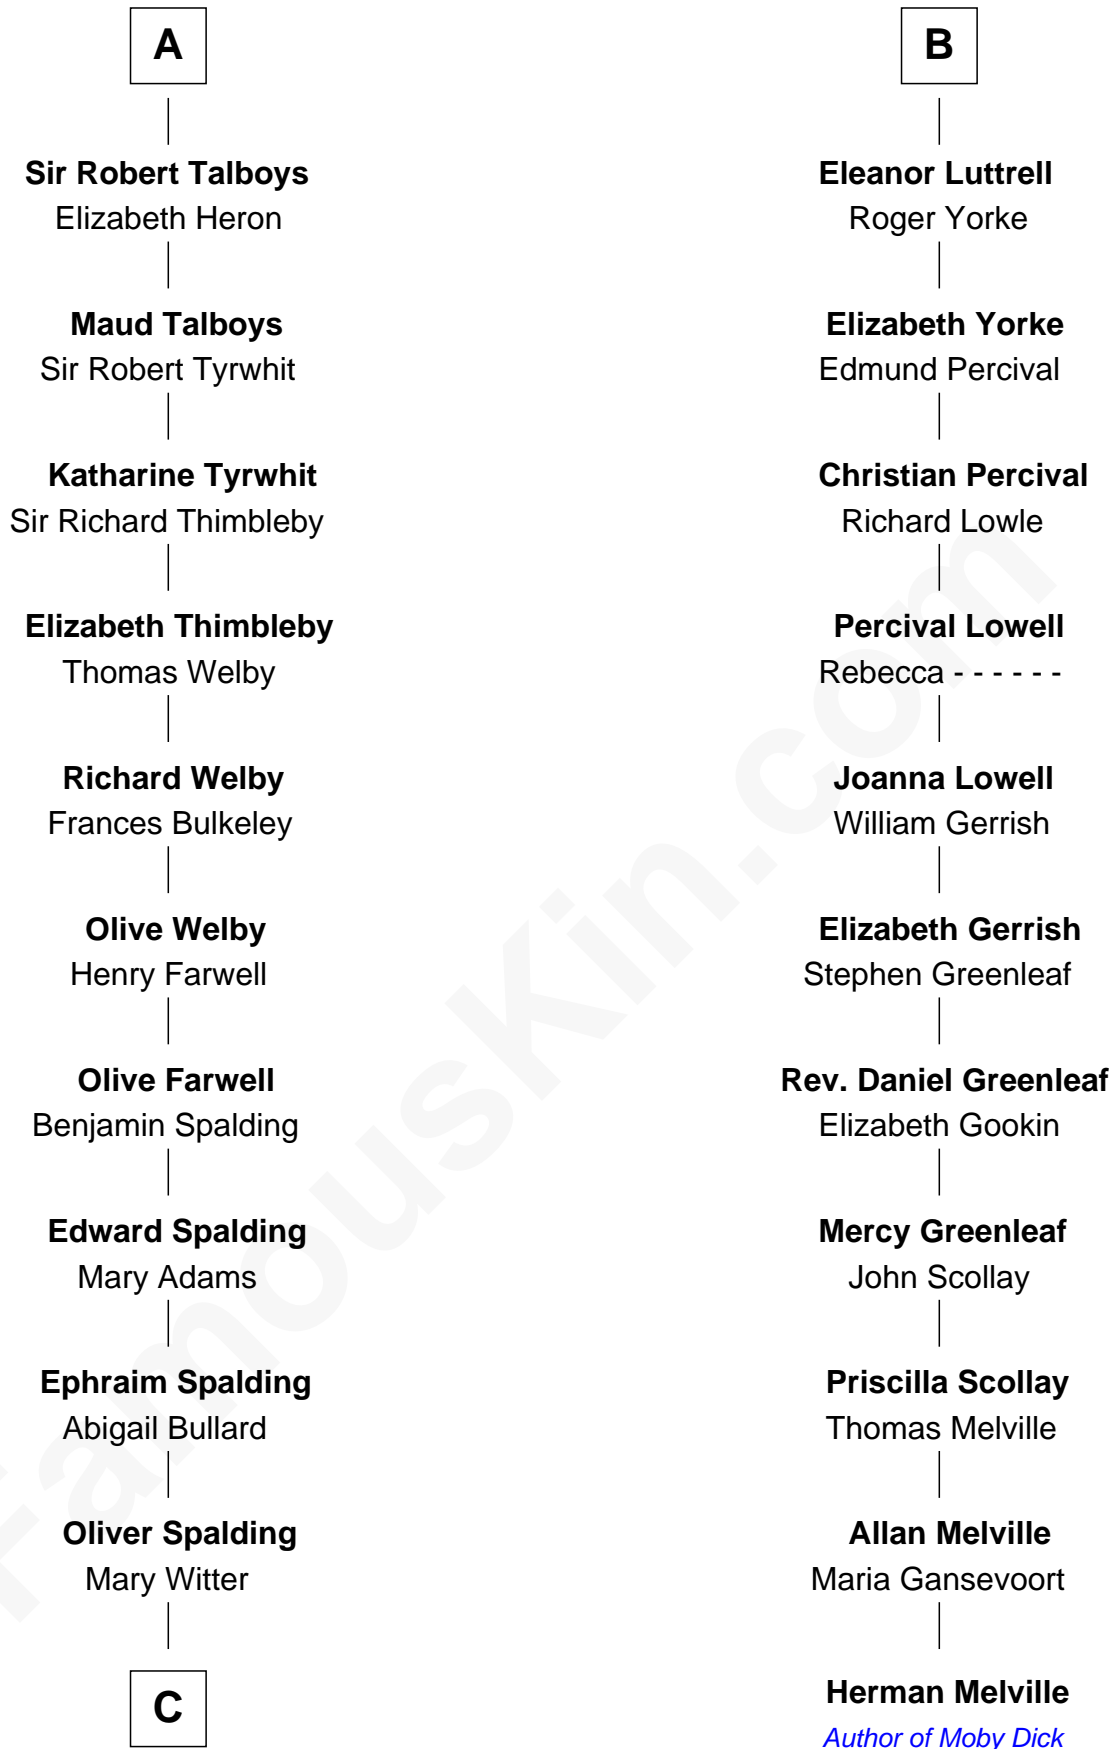 A
Sir Robert Talboys
Elizabeth Heron
Maud Talboys
Sir Robert Tyrwhit
Katharine Tyrwhit
Sir Richard Thimbleby
Elizabeth Thimbleby
Thomas Welby
Richard Welby
Frances Bulkeley
Olive Welby
Henry Farwell
Olive Farwell
Benjamin Spalding
Edward Spalding
Mary Adams
Ephraim Spalding
Abigail Bullard
Oliver Spalding
Mary Witter
C
B
Eleanor Luttrell
Roger Yorke
Elizabeth Yorke
Edmund Percival
Christian Percival
Richard Lowle
Percival Lowell
Rebecca - - - - - -
Joanna Lowell
William Gerrish
Elizabeth Gerrish
Stephen Greenleaf
Rev. Daniel Greenleaf
Elizabeth Gookin
Mercy Greenleaf
John Scollay
Priscilla Scollay
Thomas Melville
Allan Melville
Maria Gansevoort
Herman Melville
Author of Moby Dick
FamousKin.com